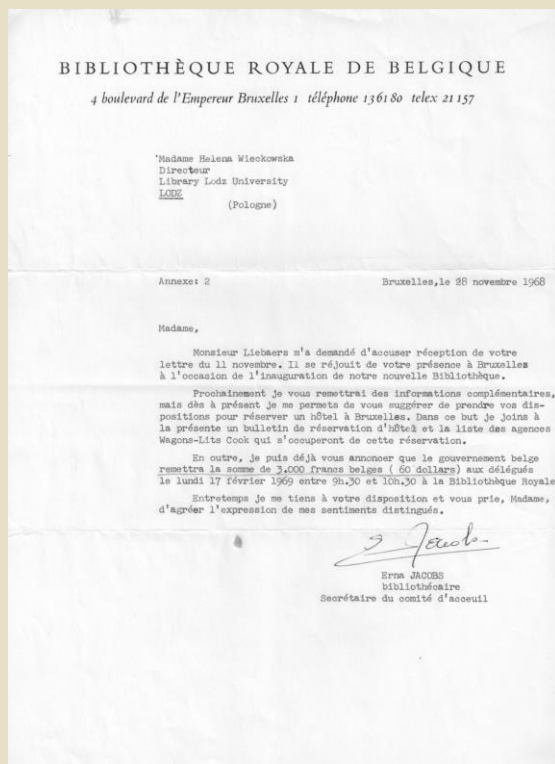 BIBLIOTHÈQUE ROYALE DE BELGIQUE
4 boulevard de l'Empereur Bruxelles 1 téléphone 136180 telex 21157
Madame Helena Wieckowska
Directeur
Library Lodz University
LODZ
(Pologne)
Annexe: 2 Bruxelles,le 28 novembre 1968
Madame,
Monsieur Liebaers m'a demandé d'accuser réception de votre
lettre du 11 novembre. Il se réjouit de votre présence à Bruxelles
à l'occasion de l'inauguration de notre nouvelle Bibliothèque.
Prochainement je vous remettrai des informations complémentaires,
mais dès à présent je me permets de vous suggérer de prendre vos dis-
positions pour réserver un hôtel à Bruxelles. Dans ce but je joins à
la présente un bulletin de réservation d'hôtel et la liste des agences
Wagons-Lits Cook qui s'occuperont de cette réservation.
En outre, je puis déjà vous annoncer que le gouvernement belge
remettra la somme de 3.000 francs belges ( 60 dollars) aux délégués
le lundi 17 février 1969 entre 9h.30 et 10h.30 à la Bibliothèque Royale
Entretemps je me tiens à votre disposition et vous prie, Madame,
d'agréer l'expression de mes sentiments distingués.
Erna JACOBS
bibliothécaire
Secrétaire du comité d'acceuil